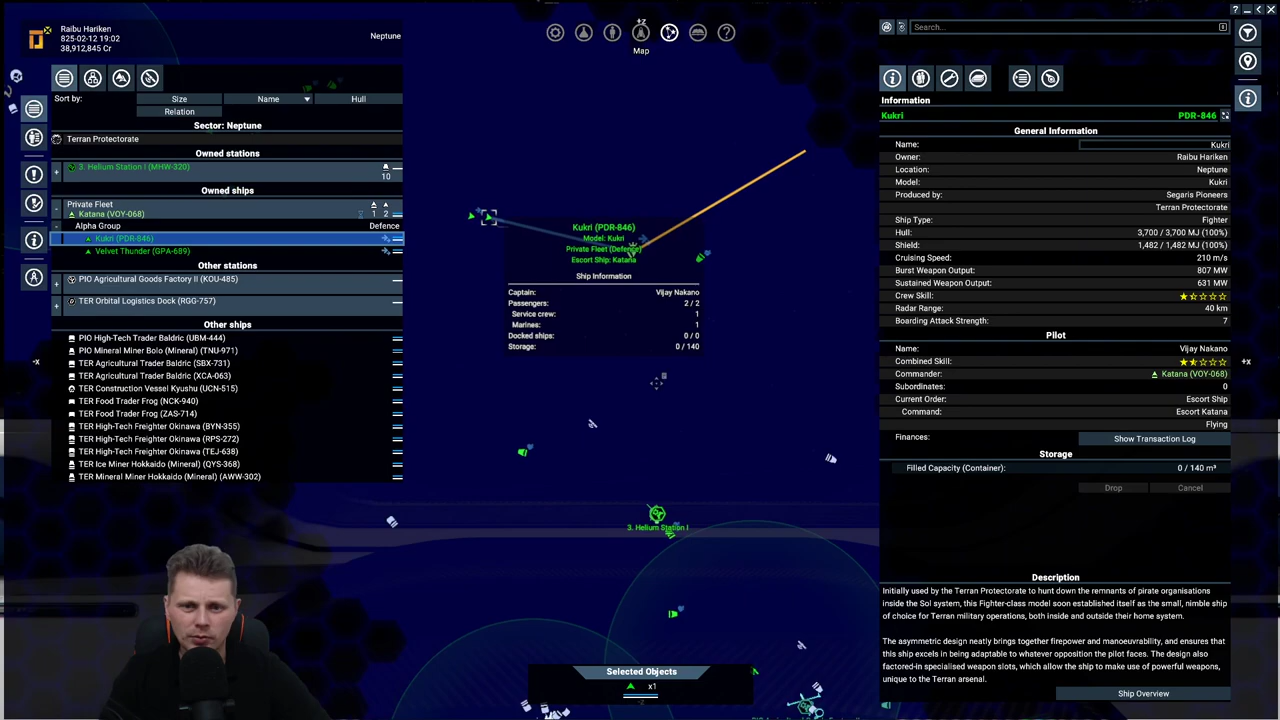 Raibu Hariken
825-02-12 19:02
38,912,845 Cr
Neptune
Map
Search...
Sort by:
Size
Name
Hull
Relation
Sector: Neptune
Terran Protectorate
Owned stations
3. Helium Station I (MHW-320)
10
Owned ships
Private Fleet
Katana (VOY-068)
1 2
Alpha Group
Defence
Kukri (PDR-846)
Velvet Thunder (GPA-689)
Other stations
PIO Agricultural Goods Factory II (KOU-485)
TER Orbital Logistics Dock (RGG-757)
Other ships
PIO High-Tech Trader Baldric (UBM-444)
PIO Mineral Miner Bolo (Mineral) (TNU-971)
TER Agricultural Trader Baldric (SBX-731)
TER Agricultural Trader Baldric (XCA-063)
TER Construction Vessel Kyushu (UCN-515)
TER Food Trader Frog (NCK-940)
TER Food Trader Frog (ZAS-714)
TER High-Tech Freighter Okinawa (BYN-355)
TER High-Tech Freighter Okinawa (RPS-272)
TER High-Tech Freighter Okinawa (TEJ-638)
TER Ice Miner Hokkaido (Mineral) (QYS-368)
TER Mineral Miner Hokkaido (Mineral) (AWW-302)
+z
-x
+x
Kukri (PDR-846)
Model: Kukri
Private Fleet (Defence)
Escort Ship: Katana
Ship Information
Captain: Vijay Nakano
Passengers: 2 / 2
Service crew: 1
Marines: 1
Docked ships: 0 / 0
Storage: 0 / 140
3. Helium Station I
Selected Objects
x1
-z
Information
Kukri PDR-846
General Information
Name: Kukri
Owner: Raibu Hariken
Location: Neptune
Model: Kukri
Produced by: Segaris Pioneers
Terran Protectorate
Ship Type: Fighter
Hull: 3,700 / 3,700 MJ (100%)
Shield: 1,482 / 1,482 MJ (100%)
Cruising Speed: 210 m/s
Burst Weapon Output: 807 MW
Sustained Weapon Output: 631 MW
Crew Skill:
Radar Range: 40 km
Boarding Attack Strength: 7
Pilot
Name: Vijay Nakano
Combined Skill:
Commander: Katana (VOY-068)
Subordinates: 0
Current Order: Escort Ship
Command: Escort Katana
Flying
Finances: Show Transaction Log
Storage
Filled Capacity (Container): 0 / 140 m³
Drop
Cancel
Description
Initially used by the Terran Protectorate to hunt down the remnants of pirate organisations
inside the Sol system, this Fighter-class model soon established itself as the small, nimble ship
of choice for Terran military operations, both inside and outside their home system.
The asymmetric design neatly brings together firepower and manoeuvrability, and ensures that
this ship excels in being adaptable to whatever opposition the pilot faces. The design also
factored-in specialised weapon slots, which allow the ship to make use of powerful weapons,
unique to the Terran arsenal.
Ship Overview